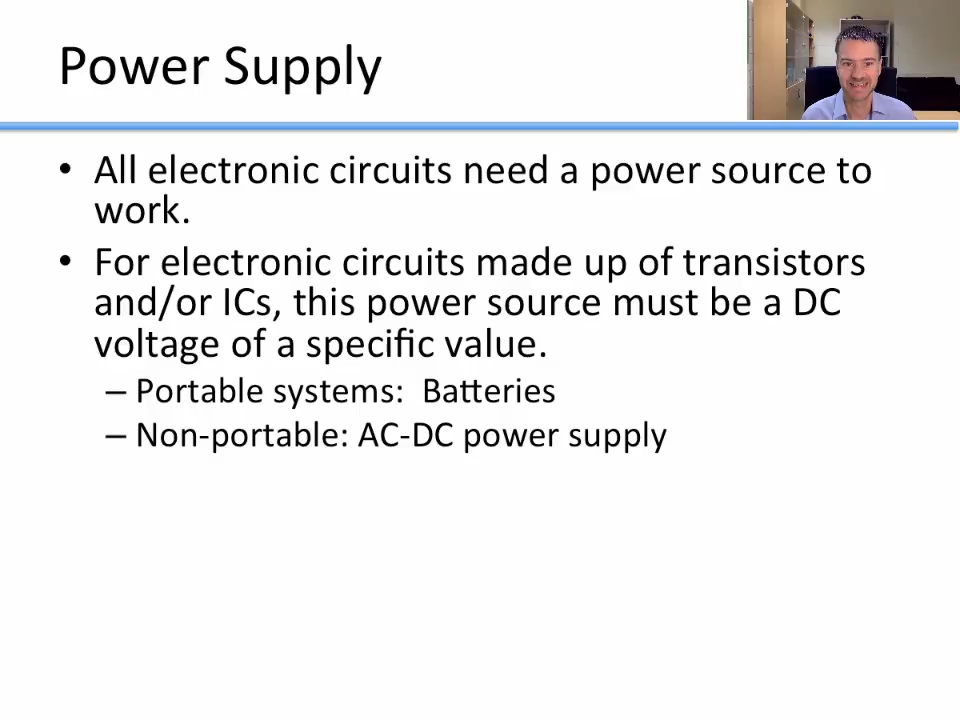 Power Supply
• All electronic circuits need a power source to
work.
• For electronic circuits made up of transistors
and/or ICs, this power source must be a DC
voltage of a specific value.
– Portable systems:  Batteries
– Non-portable: AC-DC power supply